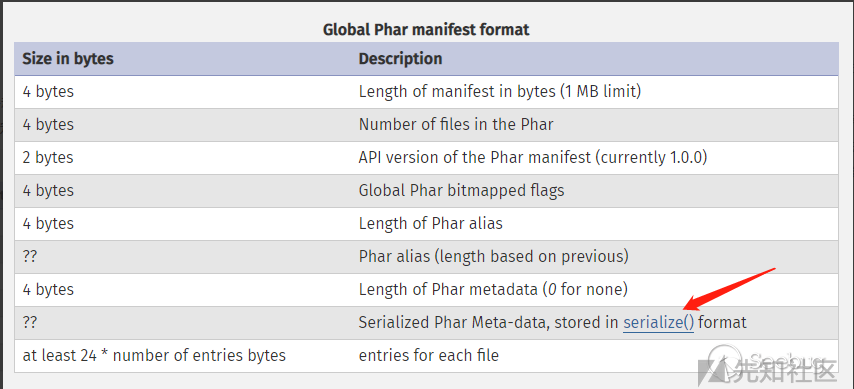 Global Phar manifest format
Size in bytes Description
4 bytes Length of manifest in bytes (1 MB limit)
4 bytes Number of files in the Phar
2 bytes API version of the Phar manifest (currently 1.0.0)
4 bytes Global Phar bitmapped flags
4 bytes Length of Phar alias
?? Phar alias (length based on previous)
4 bytes Length of Phar metadata (0 for none)
?? Serialized Phar Meta-data, stored in serialize() format
at least 24 * number of entries bytes entries for each file
先知社区